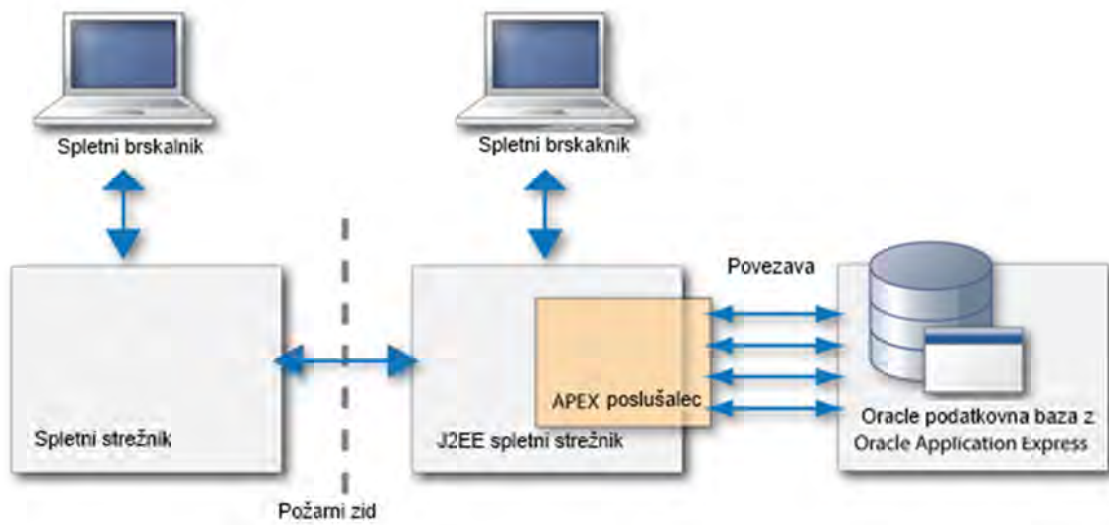 Spletni brskalnik
Spletni brskaknik
Povezava
APEX poslušalec
Spletni strežnik
J2EE spletni strežnik
Oracle podatkovna baza z
Oracle Application Express
Požarni zid